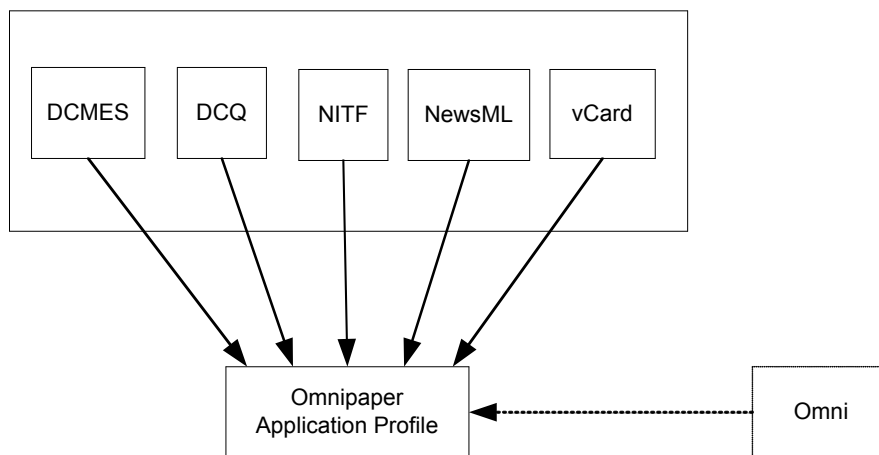 DCMES
DCQ
NITF
NewsML
vCard
Omnipaper
Application Profile
Omni